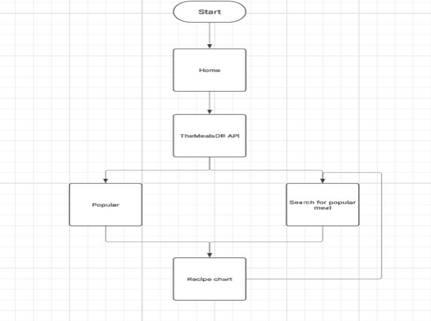 Start
Home
TheMealsDB API
Popular
Search for popular
meal
Recipe chart